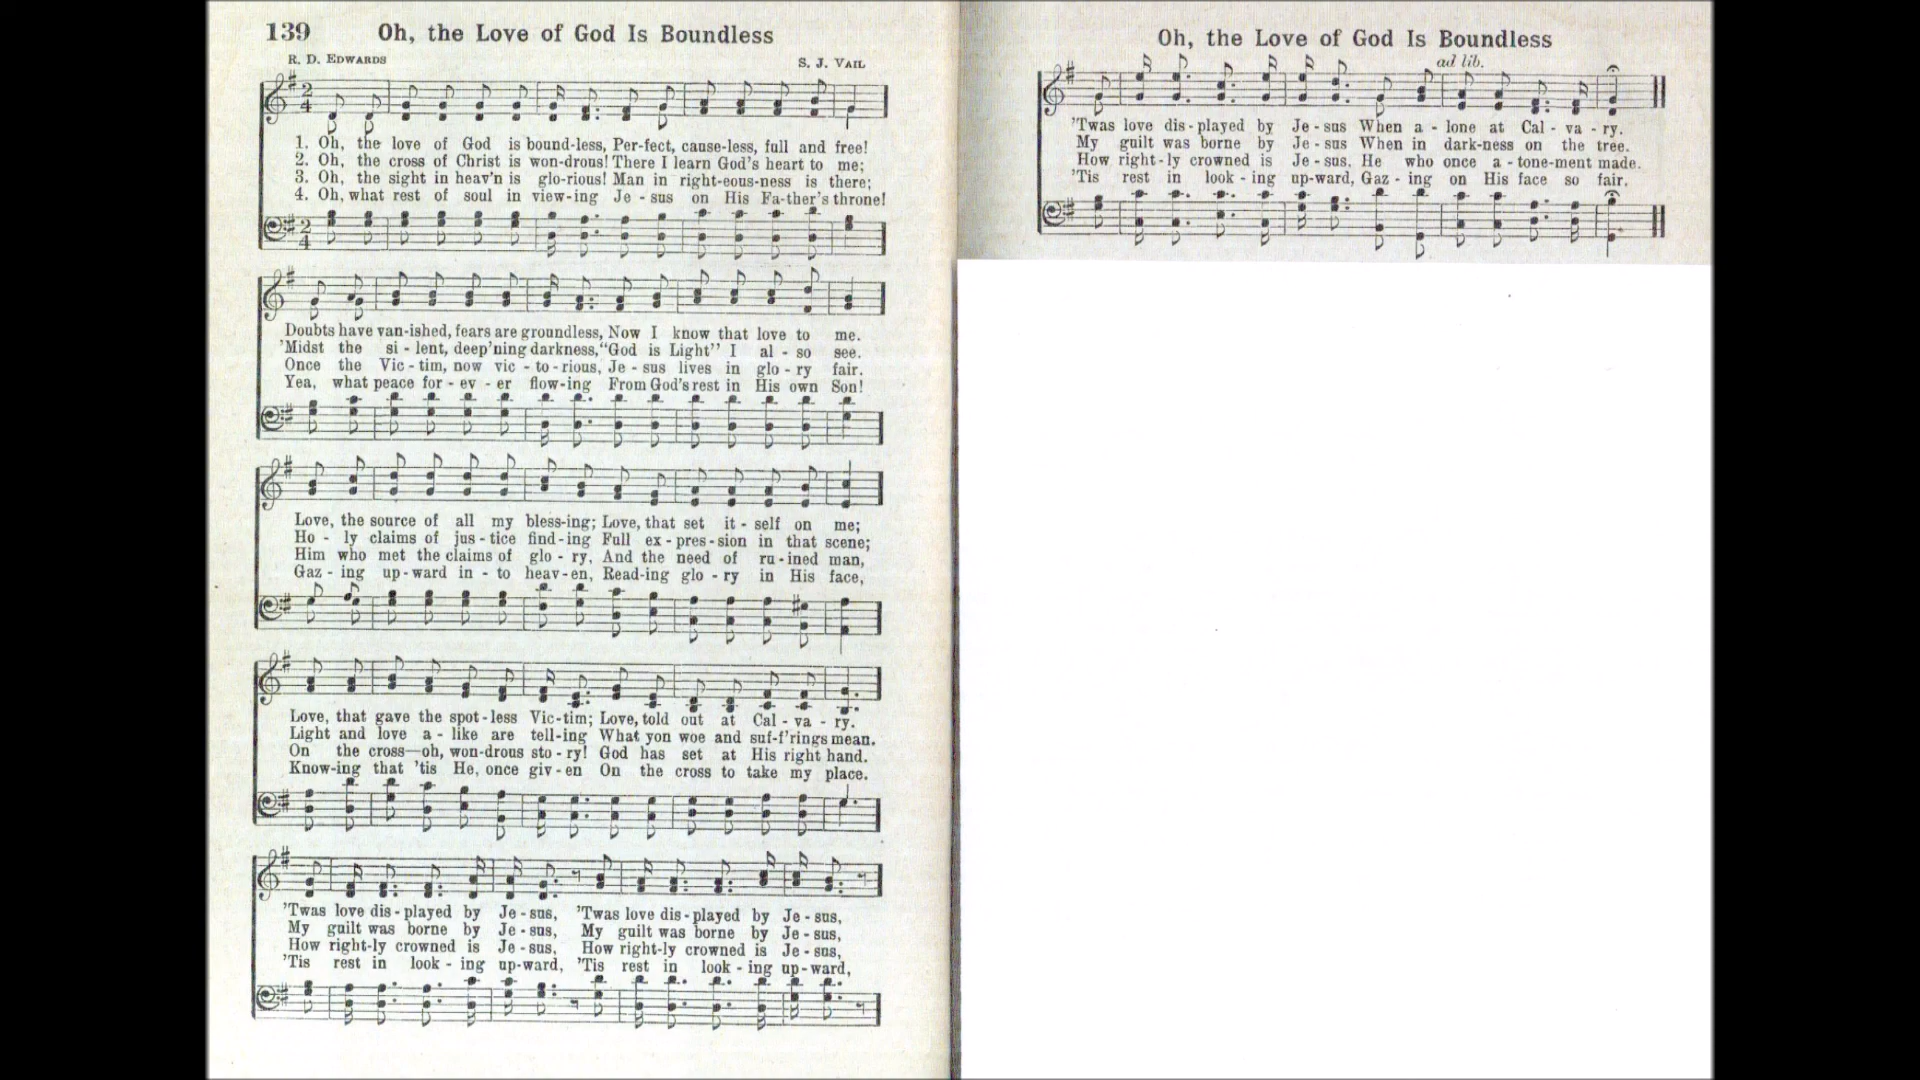 139 Oh, the Love of God Is Boundless
R. D. Edwards S. J. Vail
2
4
1. Oh, the love of God is bound-less, Per-fect, cause-less, full and free!
2. Oh, the cross of Christ is won-drous! There I learn God's heart to me;
3. Oh, the sight in heav'n is glo-rious! Man in right-eous-ness is there;
4. Oh, what rest of soul in view-ing Je-sus on His Fa-ther's throne!
2
4
Doubts have van-ished, fears are groundless, Now I know that love to me.
'Midst the si-lent, deep'ning darkness, "God is Light" I al-so see.
Once the Vic-tim, now vic-to-rious, Je-sus lives in glo-ry fair.
Yea, what peace for-ev-er flow-ing From God's rest in His own Son!
Love, the source of all my bless-ing; Love, that set it-self on me;
Ho-ly claims of jus-tice find-ing Full ex-pres-sion in that scene;
Him who met the claims of glo-ry, And the need of ru-ined man,
Gaz-ing up-ward in-to heav-en, Read-ing glo-ry in His face,
Love, that gave the spot-less Vic-tim; Love, told out at Cal-va-ry.
Light and love a-like are tell-ing What yon woe and suf-f'rings mean.
On the cross—oh, won-drous sto-ry! God has set at His right hand.
Know-ing that 'tis He, once giv-en On the cross to take my place.
'Twas love dis-played by Je-sus, 'Twas love dis-played by Je-sus,
My guilt was borne by Je-sus, My guilt was borne by Je-sus,
How right-ly crowned is Je-sus, How right-ly crowned is Je-sus,
'Tis rest in look-ing up-ward, 'Tis rest in look-ing up-ward,
Oh, the Love of God Is Boundless
ad lib.
'Twas love dis-played by Je-sus When a-lone at Cal-va-ry.
My guilt was borne by Je-sus When in dark-ness on the tree.
How right-ly crowned is Je-sus, He who once a-tone-ment made.
'Tis rest in look-ing up-ward, Gaz-ing on His face so fair.